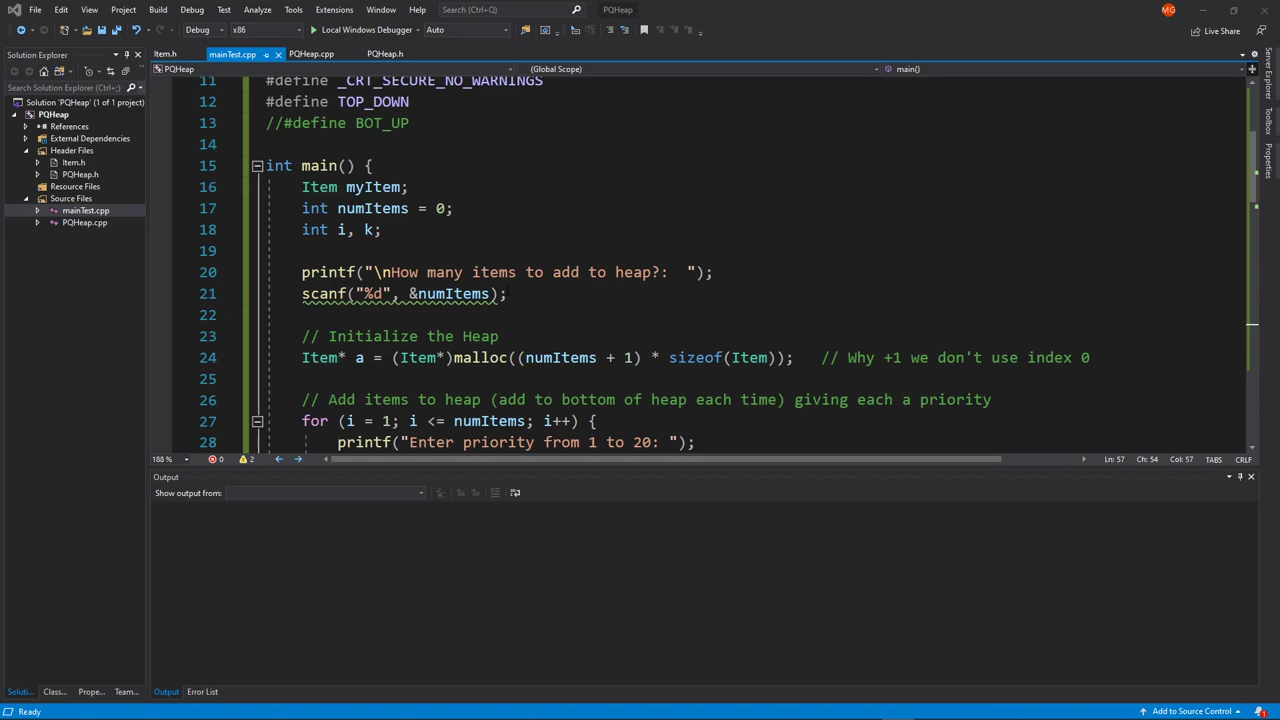 File Edit View Project Build Debug Test Analyze Tools Extensions Window Help Search (Ctrl+Q) PQHeap MG
Debug x86 Local Windows Debugger Auto Live Share
Solution Explorer
Search Solution Explorer (Ctrl+;)
Solution 'PQHeap' (1 of 1 project)
PQHeap
References
External Dependencies
Header Files
Item.h
PQHeap.h
Resource Files
Source Files
mainTest.cpp
PQHeap.cpp
Item.h mainTest.cpp PQHeap.cpp PQHeap.h
PQHeap (Global Scope) main()
11 #define _CRT_SECURE_NO_WARNINGS
12 #define TOP_DOWN
13 //#define BOT_UP
14
15 int main() {
16 Item myItem;
17 int numItems = 0;
18 int i, k;
19
20 printf("\nHow many items to add to heap?:  ");
21 scanf("%d", &numItems);
22
23 // Initialize the Heap
24 Item* a = (Item*)malloc((numItems + 1) * sizeof(Item)); // Why +1 we don't use index 0
25
26 // Add items to heap (add to bottom of heap each time) giving each a priority
27 for (i = 1; i <= numItems; i++) {
28 printf("Enter priority from 1 to 20: ");
188 % 0 2 Ln: 57 Ch: 54 Col: 57 TABS CRLF
Output
Show output from:
Soluti... Class... Prope... Team...
Output Error List
Ready Add to Source Control 1
Server Explorer
Toolbox
Properties